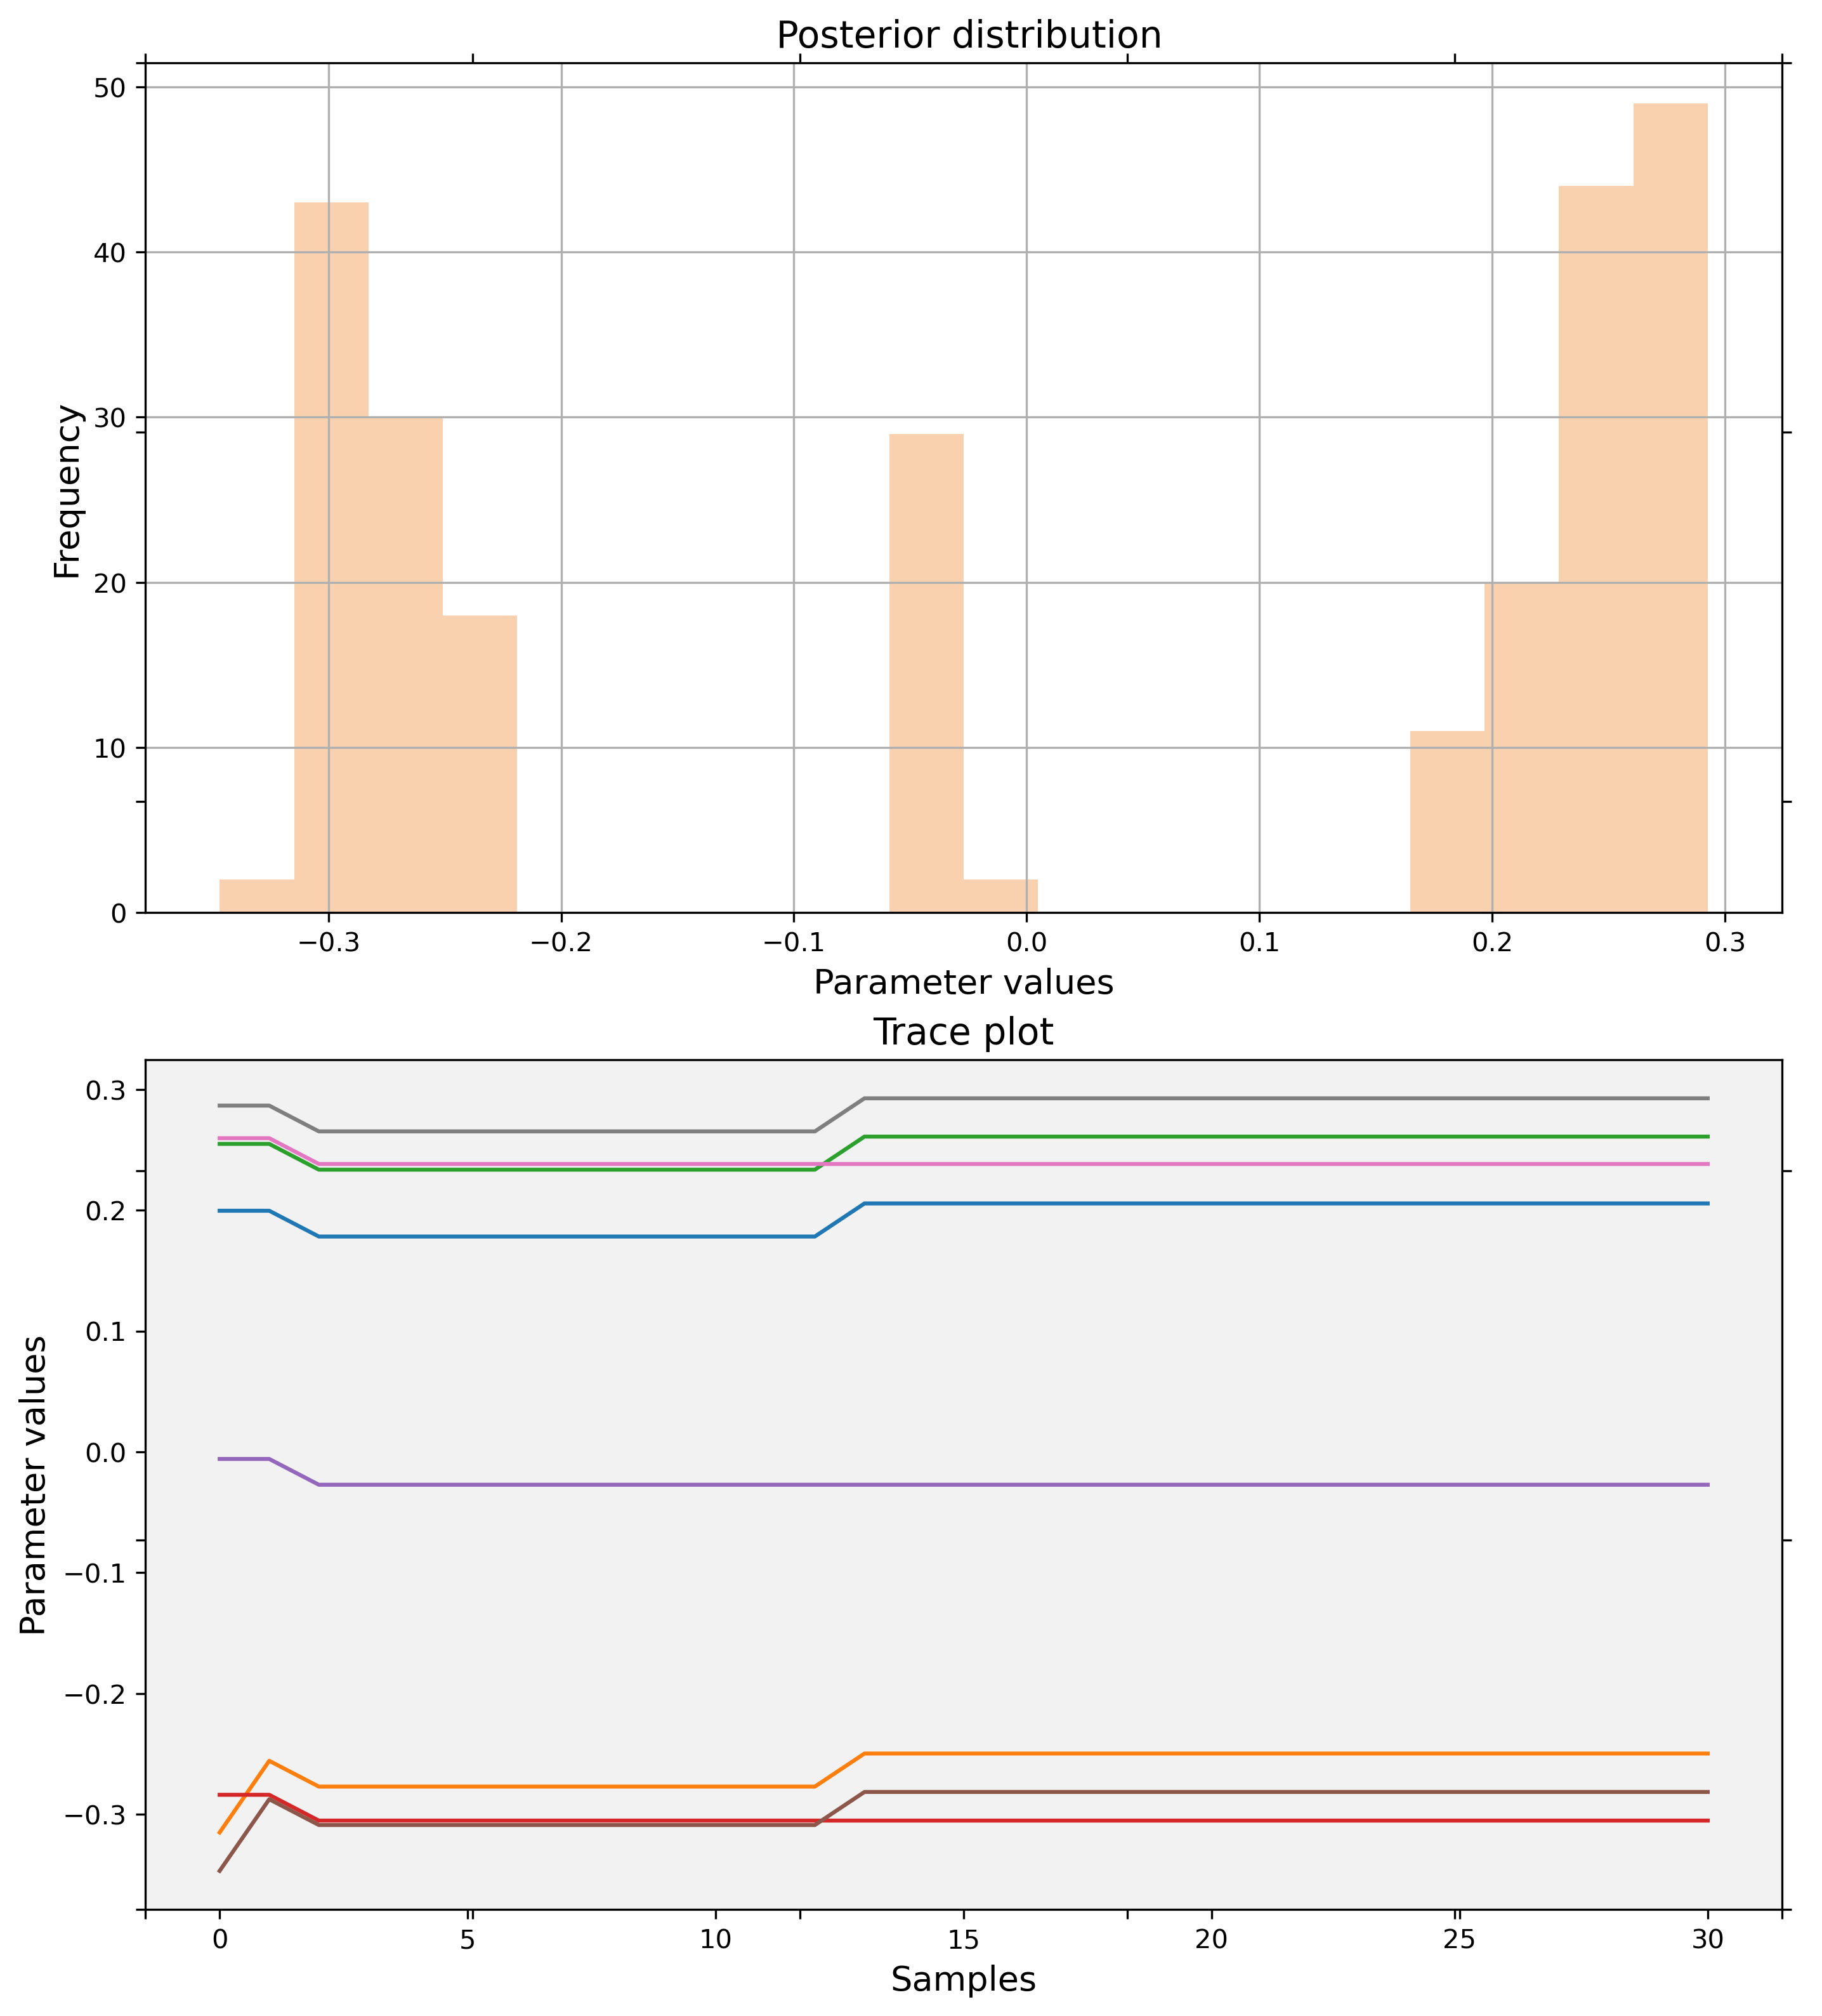 Posterior distribution
50
40
30
20
10
0
Frequency
−0.3 −0.2 −0.1 0.0 0.1 0.2 0.3
Parameter values
Trace plot
0.3
0.2
0.1
0.0
−0.1
−0.2
−0.3
Parameter values
0 5 10 15 20 25 30
Samples